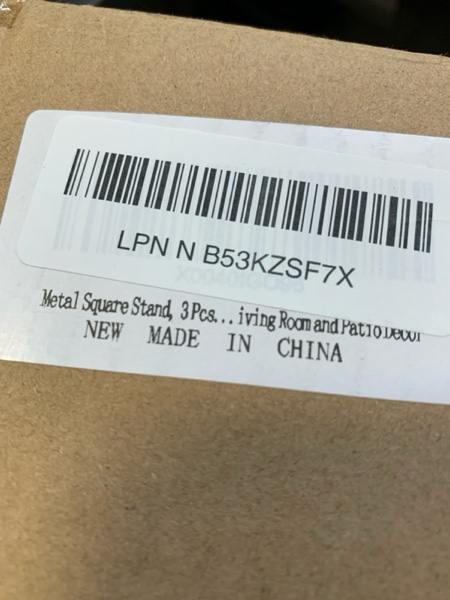 LPN N B53KZSF7X
Metal Square Stand, 3 Pcs...iving Room and Patio Decor
NEW MADE IN CHINA